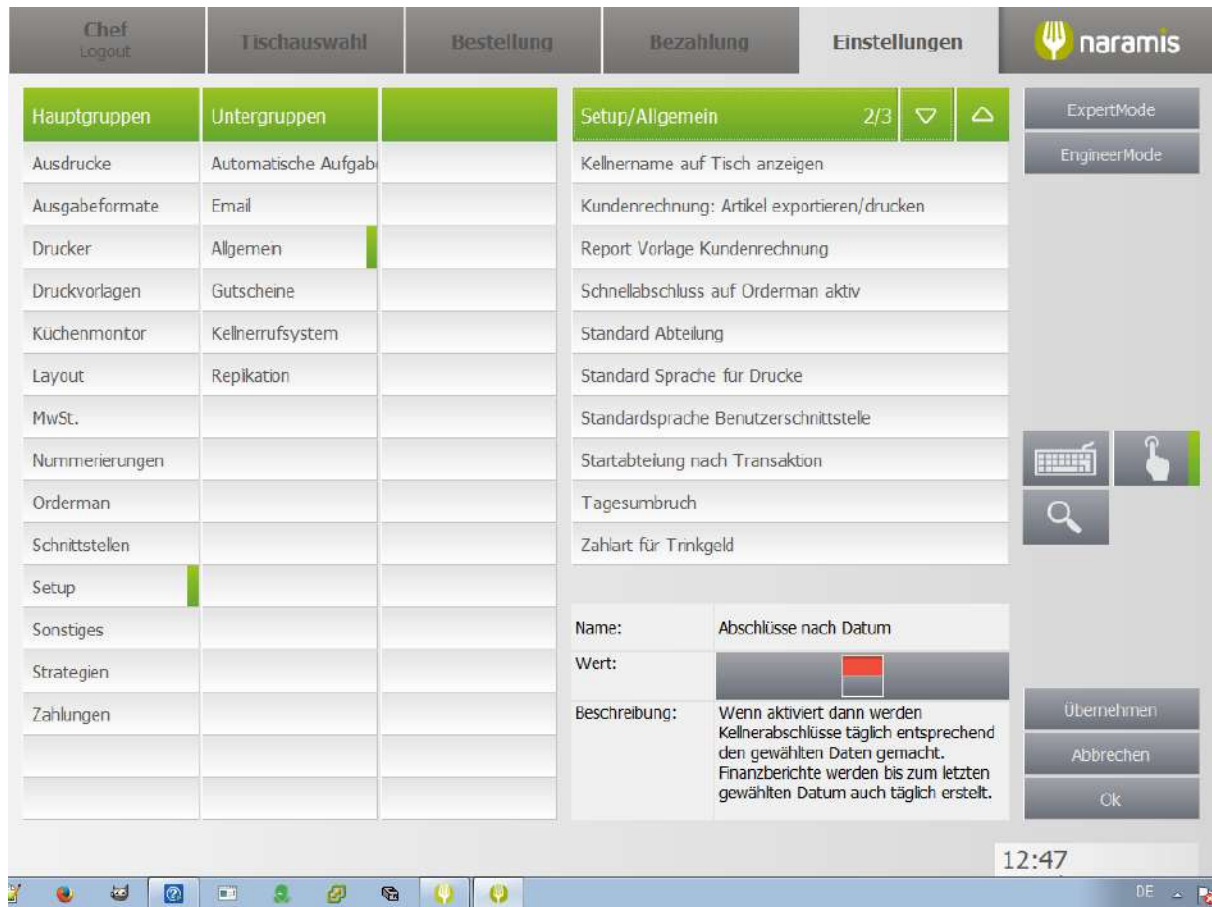 Chef
Logout
Tischauswahl
Bestellung
Bezahlung
Einstellungen
naramis
Hauptgruppen
Untergruppen
Setup/Allgemein 2/3
ExpertMode
EngineerMode
Ausdrucke
Ausgabeformate
Drucker
Druckvorlagen
Küchenmonitor
Layout
MwSt.
Nummerierungen
Orderman
Schnittstellen
Setup
Sonstiges
Strategien
Zahlungen
Automatische Aufgab
Email
Allgemein
Gutscheine
Kellnerrufsystem
Replikation
Kellnername auf Tisch anzeigen
Kundenrechnung: Artikel exportieren/drucken
Report Vorlage Kundenrechnung
Schnellabschluss auf Orderman aktiv
Standard Abteilung
Standard Sprache für Drucke
Standardsprache Benutzerschnittstelle
Startabteilung nach Transaktion
Tagesumbruch
Zahlart für Trinkgeld
Name: Abschlüsse nach Datum
Wert:
Beschreibung: Wenn aktiviert dann werden
Kellnerabschlüsse täglich entsprechend
den gewählten Daten gemacht.
Finanzberichte werden bis zum letzten
gewählten Datum auch täglich erstellt.
Übernehmen
Abbrechen
Ok
12:47
DE